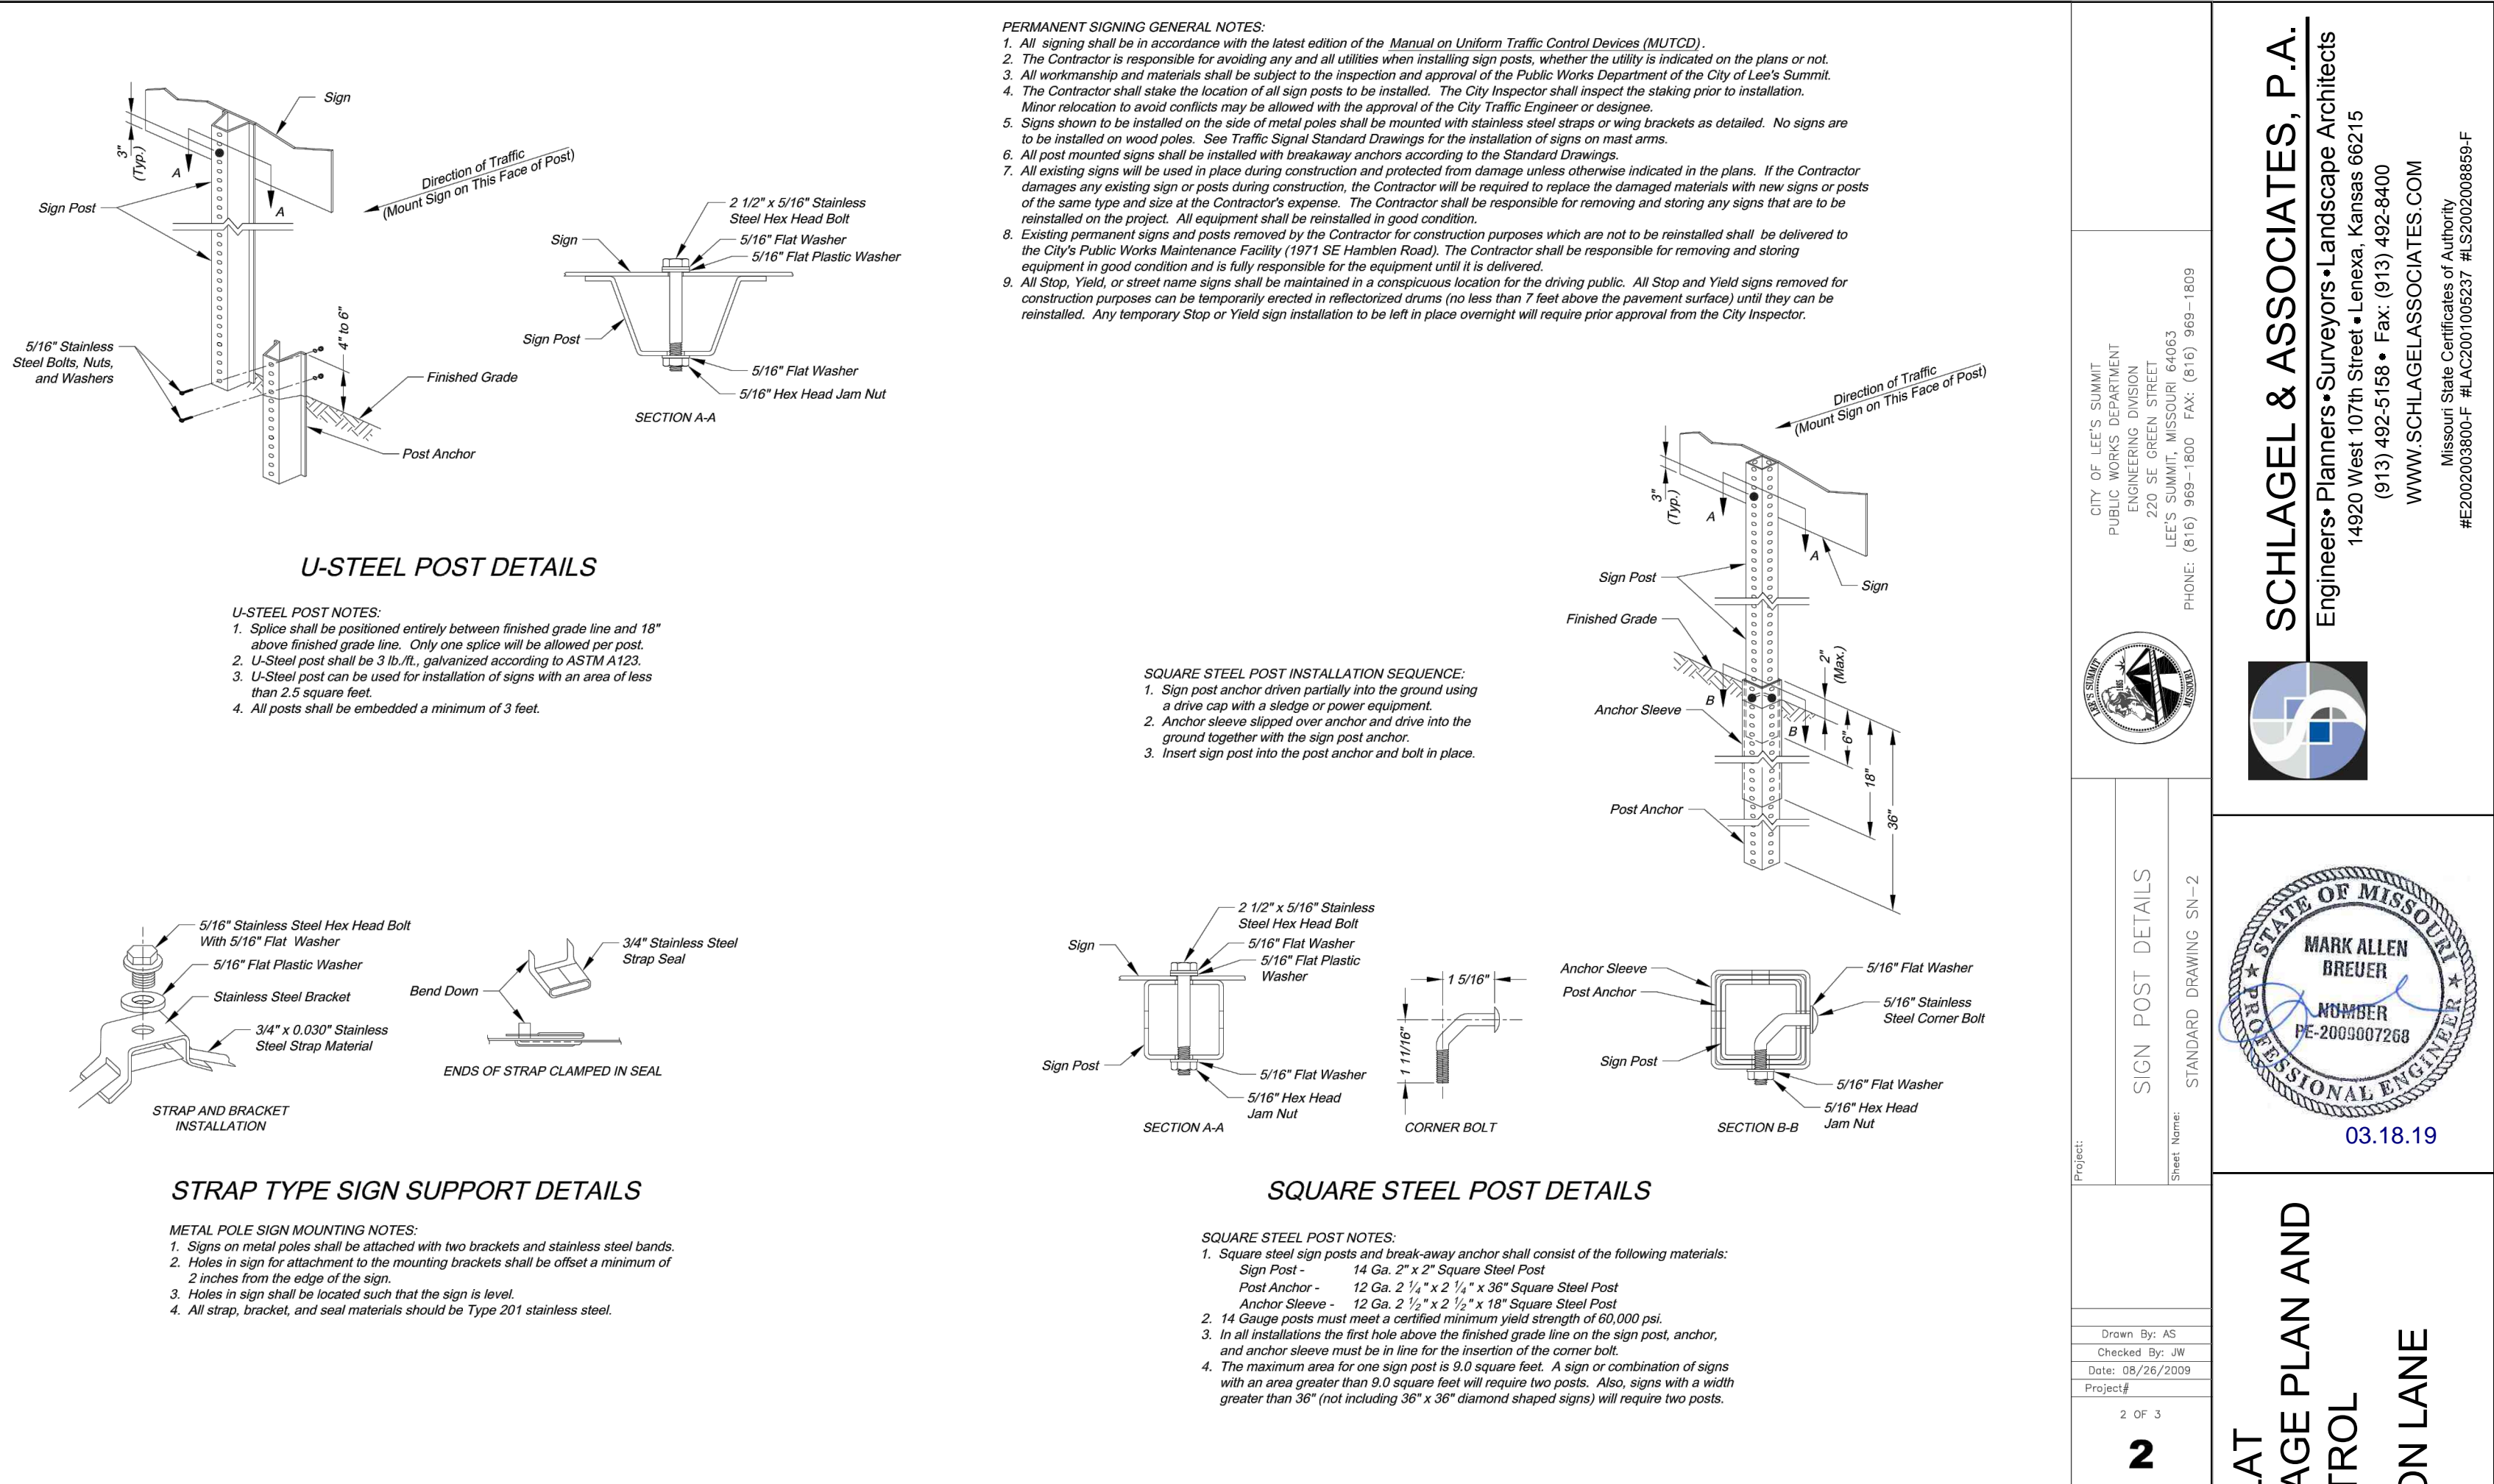 PERMANENT SIGNING GENERAL NOTES:
1. All signing shall be in accordance with the latest edition of the Manual on Uniform Traffic Control Devices (MUTCD).
2. The Contractor is responsible for avoiding any and all utilities when installing sign posts, whether the utility is indicated on the plans or not.
3. All workmanship and materials shall be subject to the inspection and approval of the Public Works Department of the City of Lee's Summit.
4. The Contractor shall stake the location of all sign posts to be installed. The City Inspector shall inspect the staking prior to installation.
Minor relocation to avoid conflicts may be allowed with the approval of the City Traffic Engineer or designee.
5. Signs shown to be installed on the side of metal poles shall be mounted with stainless steel straps or wing brackets as detailed. No signs are
to be installed on wood poles. See Traffic Signal Standard Drawings for the installation of signs on mast arms.
6. All post mounted signs shall be installed with breakaway anchors according to the Standard Drawings.
7. All existing signs will be used in place during construction and protected from damage unless otherwise indicated in the plans. If the Contractor
damages any existing sign or posts during construction, the Contractor will be required to replace the damaged materials with new signs or posts
of the same type and size at the Contractor's expense. The Contractor shall be responsible for removing and storing any signs that are to be
reinstalled on the project. All equipment shall be reinstalled in good condition.
8. Existing permanent signs and posts removed by the Contractor for construction purposes which are not to be reinstalled shall be delivered to
the City's Public Works Maintenance Facility (1971 SE Hamblen Road). The Contractor shall be responsible for removing and storing
equipment in good condition and is fully responsible for the equipment until it is delivered.
9. All Stop, Yield, or street name signs shall be maintained in a conspicuous location for the driving public. All Stop and Yield signs removed for
construction purposes can be temporarily erected in reflectorized drums (no less than 7 feet above the pavement surface) until they can be
reinstalled. Any temporary Stop or Yield sign installation to be left in place overnight will require prior approval from the City Inspector.
Sign
3"
(Typ.)
A
A
Direction of Traffic
(Mount Sign on This Face of Post)
Sign Post
4" to 6"
5/16" Stainless
Steel Bolts, Nuts,
and Washers
Finished Grade
Post Anchor
2 1/2" x 5/16" Stainless
Steel Hex Head Bolt
Sign
5/16" Flat Washer
5/16" Flat Plastic Washer
Sign Post
5/16" Flat Washer
5/16" Hex Head Jam Nut
SECTION A-A
U-STEEL POST DETAILS
U-STEEL POST NOTES:
1. Splice shall be positioned entirely between finished grade line and 18"
above finished grade line. Only one splice will be allowed per post.
2. U-Steel post shall be 3 lb./ft., galvanized according to ASTM A123.
3. U-Steel post can be used for installation of signs with an area of less
than 2.5 square feet.
4. All posts shall be embedded a minimum of 3 feet.
Direction of Traffic
(Mount Sign on This Face of Post)
3"
(Typ.)
A
A
Sign
Sign Post
Finished Grade
2"
(Max.)
Anchor Sleeve
B
B
6"
18"
36"
Post Anchor
SQUARE STEEL POST INSTALLATION SEQUENCE:
1. Sign post anchor driven partially into the ground using
a drive cap with a sledge or power equipment.
2. Anchor sleeve slipped over anchor and drive into the
ground together with the sign post anchor.
3. Insert sign post into the post anchor and bolt in place.
5/16" Stainless Steel Hex Head Bolt
With 5/16" Flat Washer
5/16" Flat Plastic Washer
Stainless Steel Bracket
3/4" x 0.030" Stainless
Steel Strap Material
STRAP AND BRACKET
INSTALLATION
3/4" Stainless Steel
Strap Seal
Bend Down
ENDS OF STRAP CLAMPED IN SEAL
STRAP TYPE SIGN SUPPORT DETAILS
METAL POLE SIGN MOUNTING NOTES:
1. Signs on metal poles shall be attached with two brackets and stainless steel bands.
2. Holes in sign for attachment to the mounting brackets shall be offset a minimum of
2 inches from the edge of the sign.
3. Holes in sign shall be located such that the sign is level.
4. All strap, bracket, and seal materials should be Type 201 stainless steel.
2 1/2" x 5/16" Stainless
Steel Hex Head Bolt
Sign
5/16" Flat Washer
5/16" Flat Plastic
Washer
Sign Post
5/16" Flat Washer
5/16" Hex Head
Jam Nut
SECTION A-A
1 5/16"
1 11/16"
CORNER BOLT
Anchor Sleeve
Post Anchor
Sign Post
5/16" Flat Washer
5/16" Stainless
Steel Corner Bolt
5/16" Flat Washer
5/16" Hex Head
Jam Nut
SECTION B-B
SQUARE STEEL POST DETAILS
SQUARE STEEL POST NOTES:
1. Square steel sign posts and break-away anchor shall consist of the following materials:
Sign Post - 14 Ga. 2" x 2" Square Steel Post
Post Anchor - 12 Ga. 2 1/4" x 2 1/4" x 36" Square Steel Post
Anchor Sleeve - 12 Ga. 2 1/2" x 2 1/2" x 18" Square Steel Post
2. 14 Gauge posts must meet a certified minimum yield strength of 60,000 psi.
3. In all installations the first hole above the finished grade line on the sign post, anchor,
and anchor sleeve must be in line for the insertion of the corner bolt.
4. The maximum area for one sign post is 9.0 square feet. A sign or combination of signs
with an area greater than 9.0 square feet will require two posts. Also, signs with a width
greater than 36" (not including 36" x 36" diamond shaped signs) will require two posts.
CITY OF LEE'S SUMMIT
PUBLIC WORKS DEPARTMENT
ENGINEERING DIVISION
220 SE GREEN STREET
LEE'S SUMMIT, MISSOURI 64063
PHONE: (816) 969-1800 FAX: (816) 969-1809
LEE'S SUMMIT
1865
MISSOURI
Project:
SIGN POST DETAILS
Sheet Name:
STANDARD DRAWING SN-2
Drawn By: AS
Checked By: JW
Date: 08/26/2009
Project#
2 OF 3
2
SCHLAGEL & ASSOCIATES, P.A.
Engineers•Planners•Surveyors•Landscape Architects
14920 West 107th Street • Lenexa, Kansas 66215
(913) 492-5158 • Fax: (913) 492-8400
WWW.SCHLAGELASSOCIATES.COM
Missouri State Certificates of Authority
#E2002003800-F #LAC2001005237 #LS2002008859-F
STATE OF MISSOURI
MARK ALLEN
BREUER
NUMBER
PE-2009007268
PROFESSIONAL ENGINEER
03.18.19
LAT
AGE PLAN AND
TROL
ON LANE